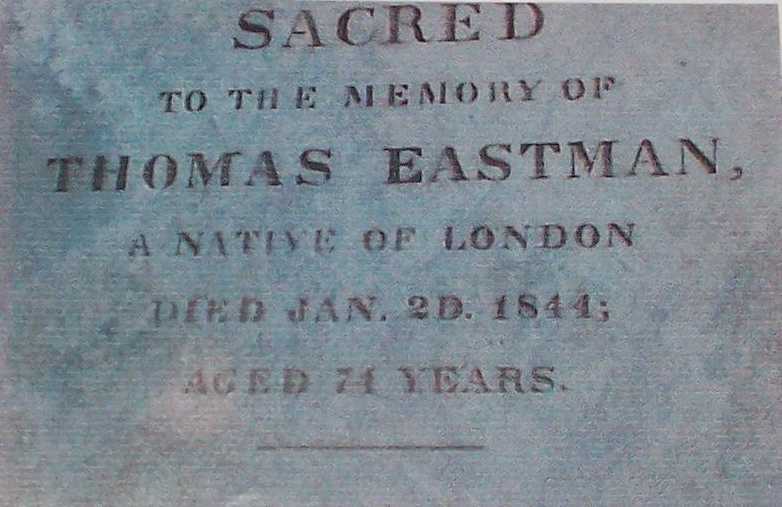 SACRED
TO THE MEMORY OF
THOMAS EASTMAN,
A NATIVE OF LONDON
DIED JAN. 2D. 1844;
AGED 74 YEARS.